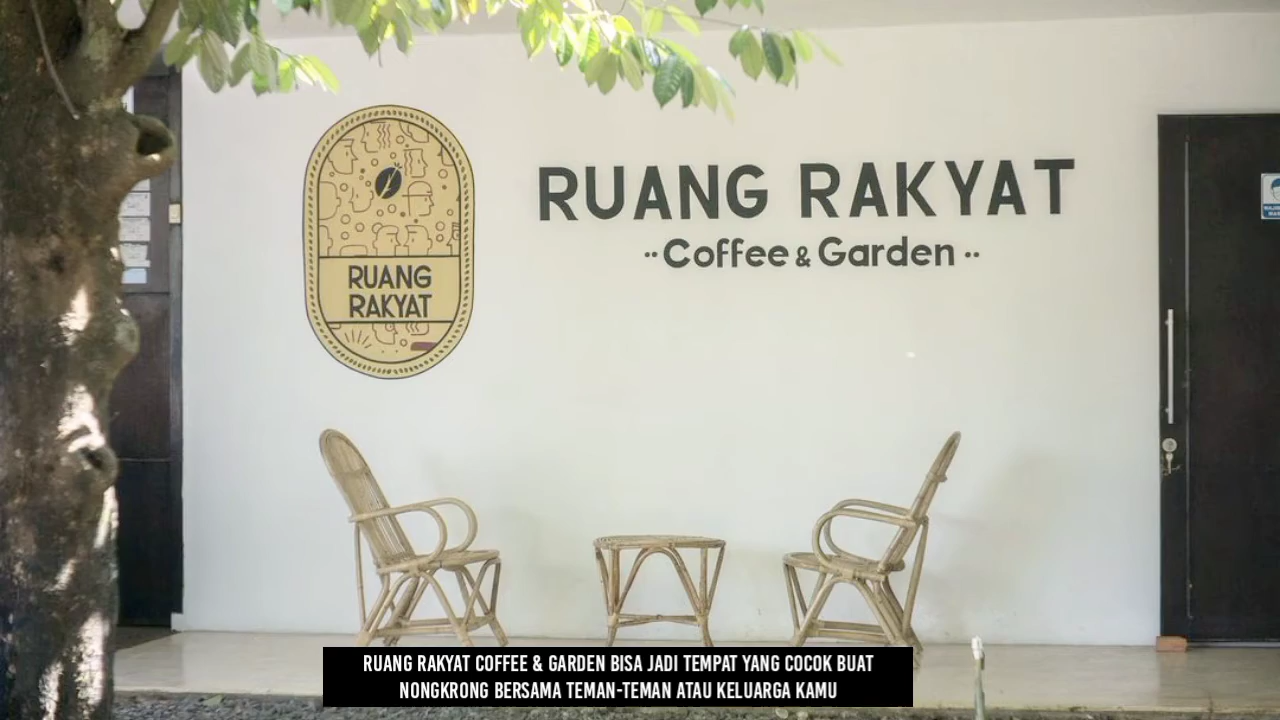 RUANG RAKYAT
··Coffee & Garden··
RUANG
RAKYAT
RUANG RAKYAT COFFEE & GARDEN BISA JADI TEMPAT YANG COCOK BUAT
NONGKRONG BERSAMA TEMAN-TEMAN ATAU KELUARGA KAMU